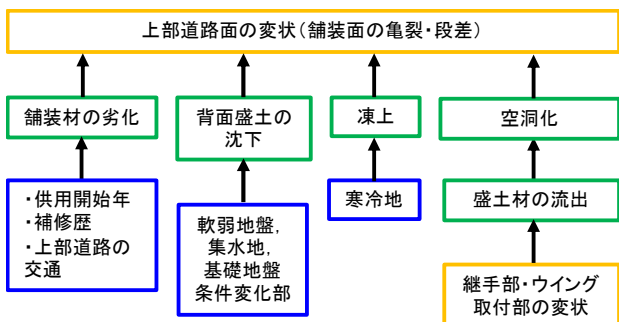 上部道路面の変状（舗装面の亀裂・段差）
舗装材の劣化
背面盛土の
沈下
凍上
空洞化
・供用開始年
・補修歴
・上部道路の
交通
軟弱地盤，
集水地，
基礎地盤
条件変化部
寒冷地
盛土材の流出
継手部・ウイング
取付部の変状